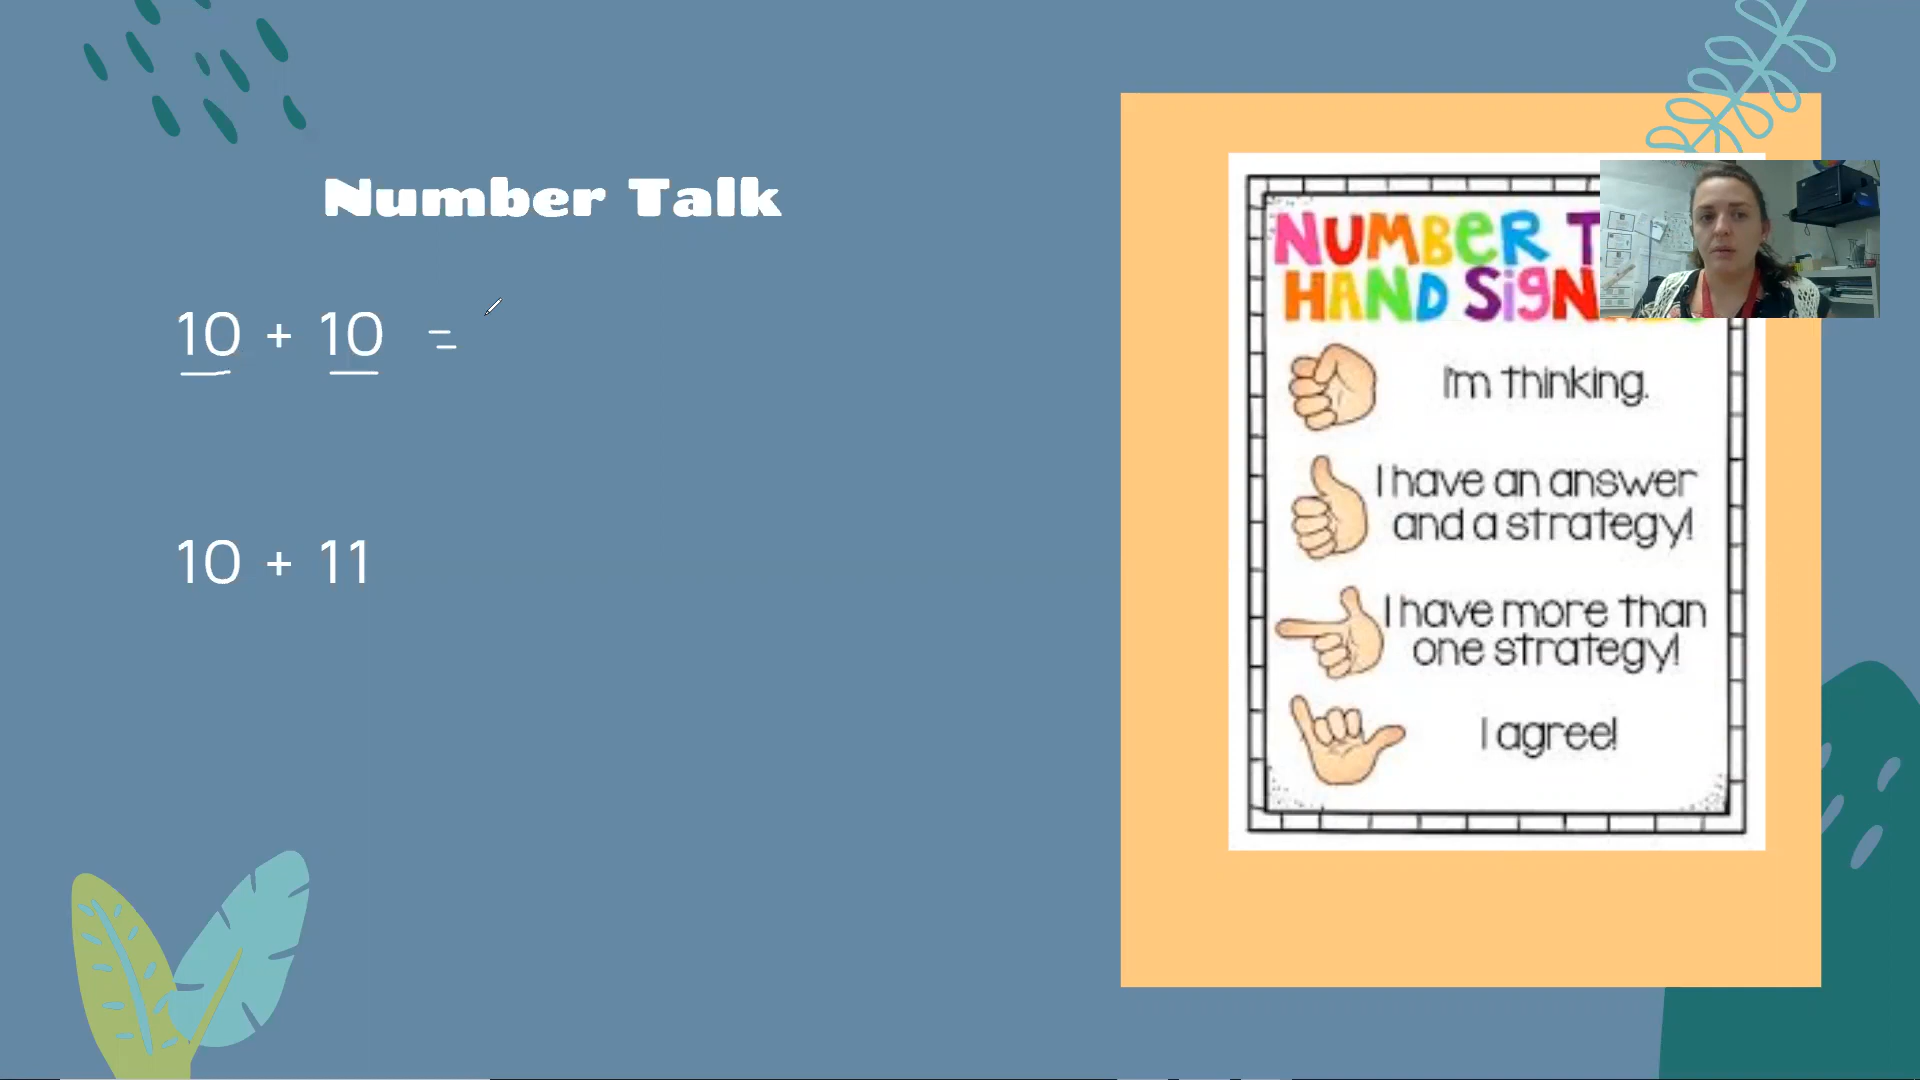 Number Talk
10 + 10 =
10 + 11
NUMBER T
HAND SIGN
I'm thinking.
I have an answer
and a strategy!
I have more than
one strategy!
I agree!